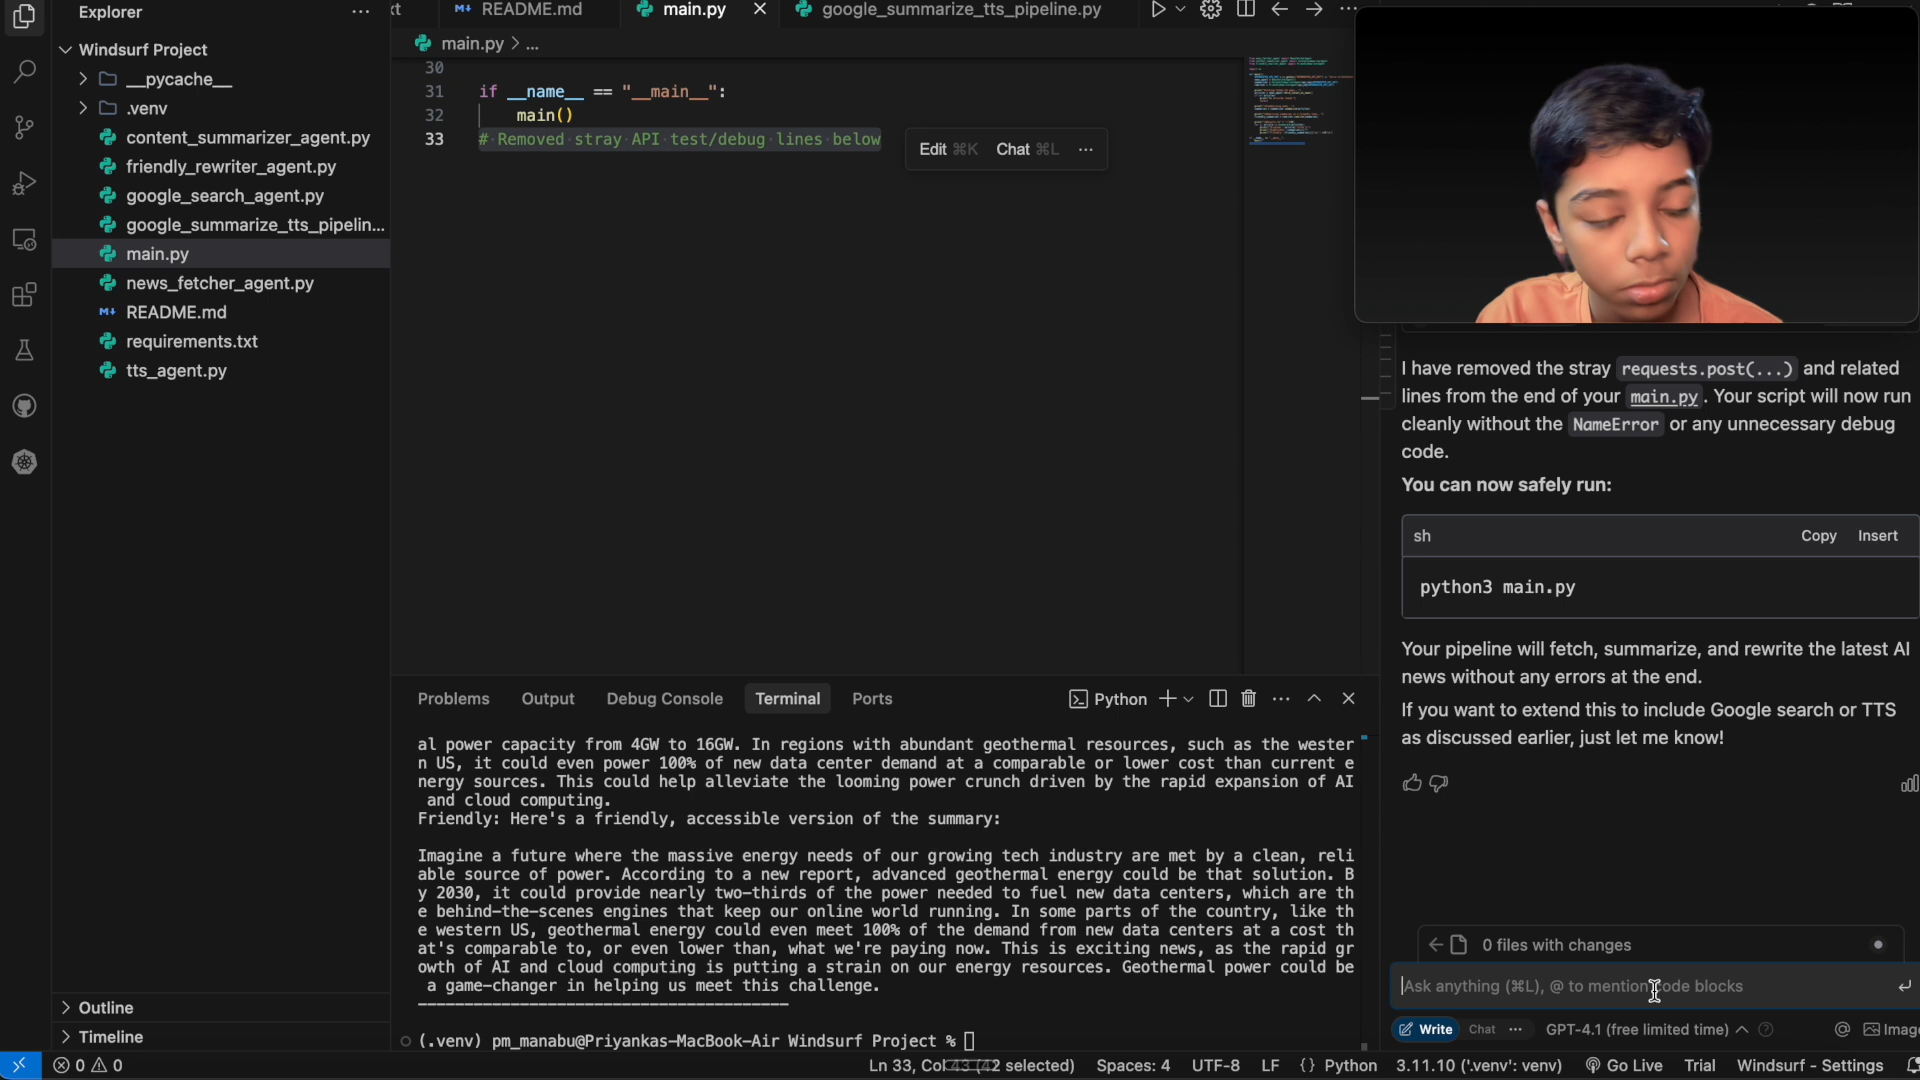 Explorer
···
Windsurf Project
__pycache__
.venv
content_summarizer_agent.py
friendly_rewriter_agent.py
google_search_agent.py
google_summarize_tts_pipelin...
main.py
news_fetcher_agent.py
README.md
requirements.txt
tts_agent.py
Outline
Timeline
xt
README.md
main.py
google_summarize_tts_pipeline.py
main.py > ...
30
31 if __name__ == "__main__":
32 main()
33 # Removed stray API test/debug lines below
Edit ⌘K Chat ⌘L ···
Problems Output Debug Console Terminal Ports
Python
al power capacity from 4GW to 16GW. In regions with abundant geothermal resources, such as the wester
n US, it could even power 100% of new data center demand at a comparable or lower cost than current e
nergy sources. This could help alleviate the looming power crunch driven by the rapid expansion of AI
and cloud computing.
Friendly: Here's a friendly, accessible version of the summary:
Imagine a future where the massive energy needs of our growing tech industry are met by a clean, reli
able source of power. According to a new report, advanced geothermal energy could be that solution. B
y 2030, it could provide nearly two-thirds of the power needed to fuel new data centers, which are th
e behind-the-scenes engines that keep our online world running. In some parts of the country, like th
e western US, geothermal energy could even meet 100% of the demand from new data centers at a cost th
at's comparable to, or even lower than, what we're paying now. This is exciting news, as the rapid gr
owth of AI and cloud computing is putting a strain on our energy resources. Geothermal power could be
a game-changer in helping us meet this challenge.
----------------------------------------
(.venv) pm_manabu@Priyankas-MacBook-Air Windsurf Project %
I have removed the stray requests.post(...) and related
lines from the end of your main.py. Your script will now run
cleanly without the NameError or any unnecessary debug
code.
You can now safely run:
sh Copy Insert
python3 main.py
Your pipeline will fetch, summarize, and rewrite the latest AI
news without any errors at the end.
If you want to extend this to include Google search or TTS
as discussed earlier, just let me know!
0 files with changes
Ask anything (⌘L), @ to mention code blocks
Write Chat ··· GPT-4.1 (free limited time) @ Imag
0 0 Ln 33, Col 43 (42 selected) Spaces: 4 UTF-8 LF {} Python 3.11.10 ('.venv': venv) Go Live Trial Windsurf - Settings